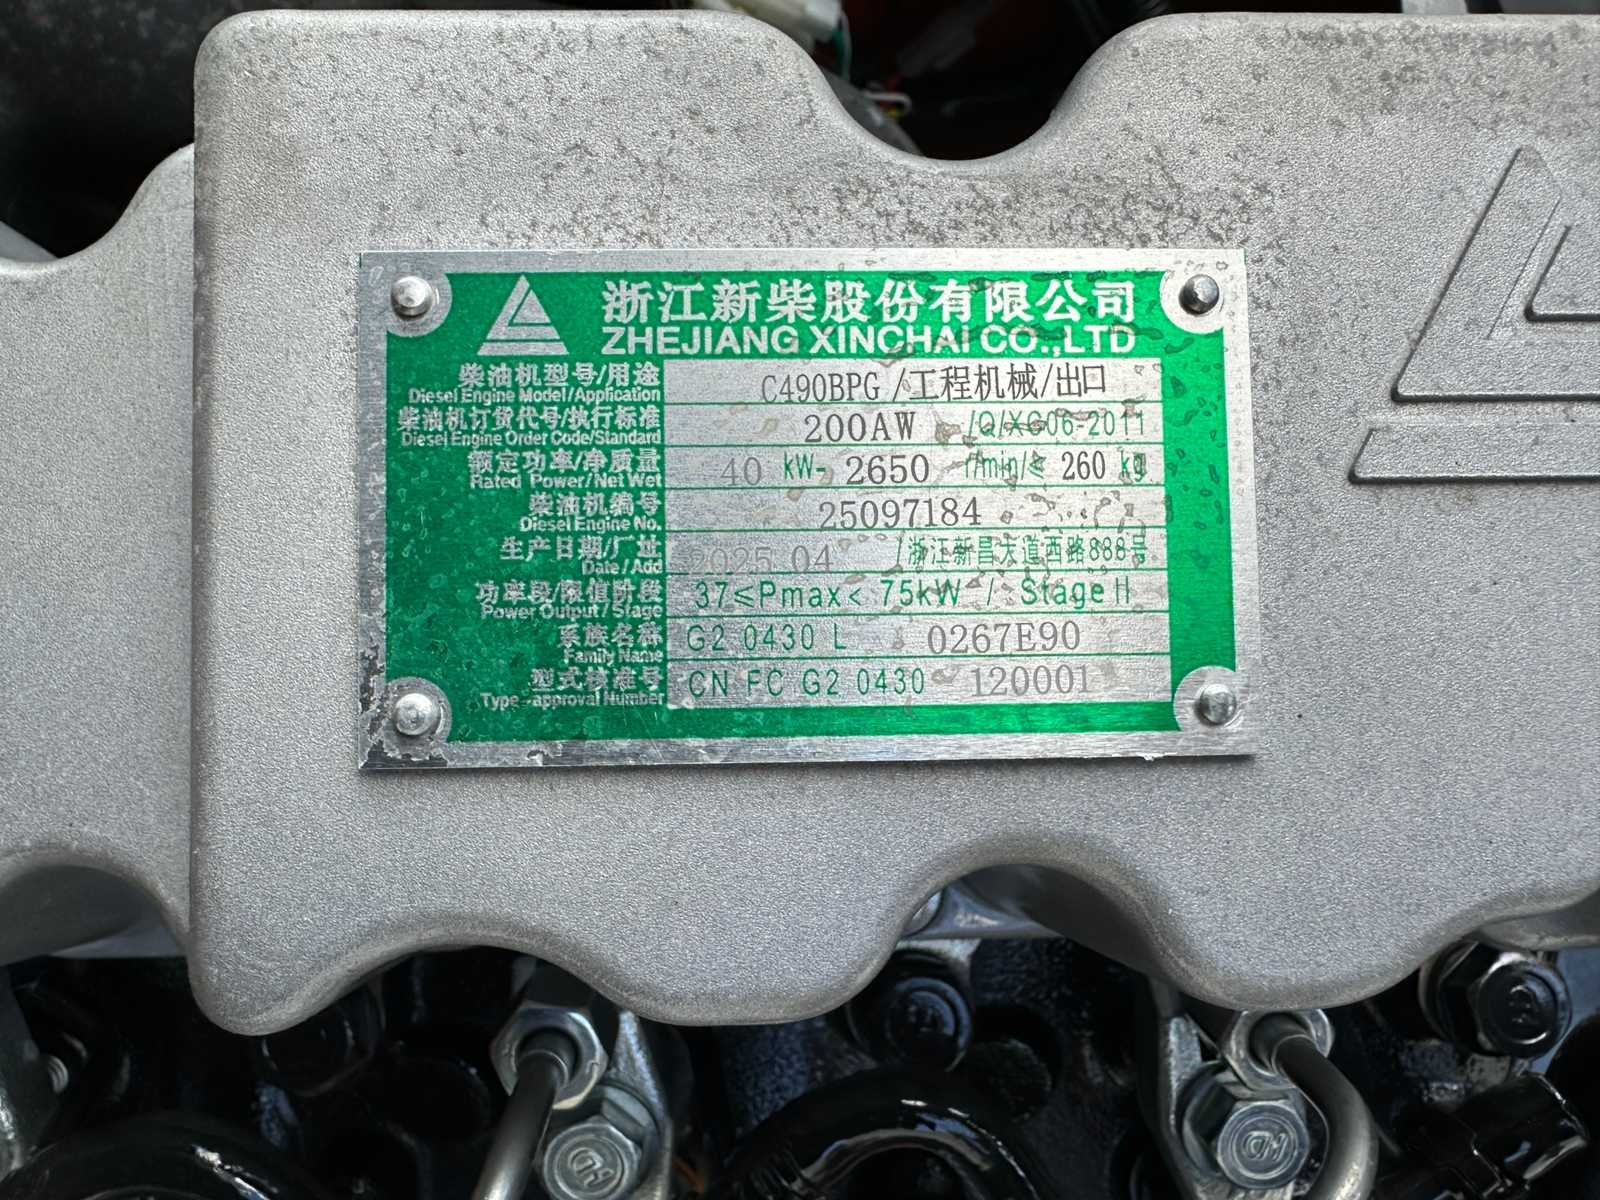 浙江新柴股份有限公司
ZHEJIANG XINCHAI CO.,LTD
柴油机型号/用途 C490BPG /工程机械/出口
Diesel Engine Model/Application
柴油机订货代号/执行标准 200AW /Q/XG06-2011
Diesel Engine Order Code/Standard
额定功率/净质量 40 kW- 2650 r/min/≤ 260 kg
Rated Power/Net Wet
柴油机编号 25097184
Diesel Engine No.
生产日期/厂址 2025 04 /浙江新昌大道西路888号
Date/Add
功率段/限值阶段 37≤Pmax< 75kW / Stage II
Power Output/Stage
系族名称 G2 0430 L 0267E90
Family Name
型式核准号 CN FC G2 0430 120001
Type-approval Number
HD
HD